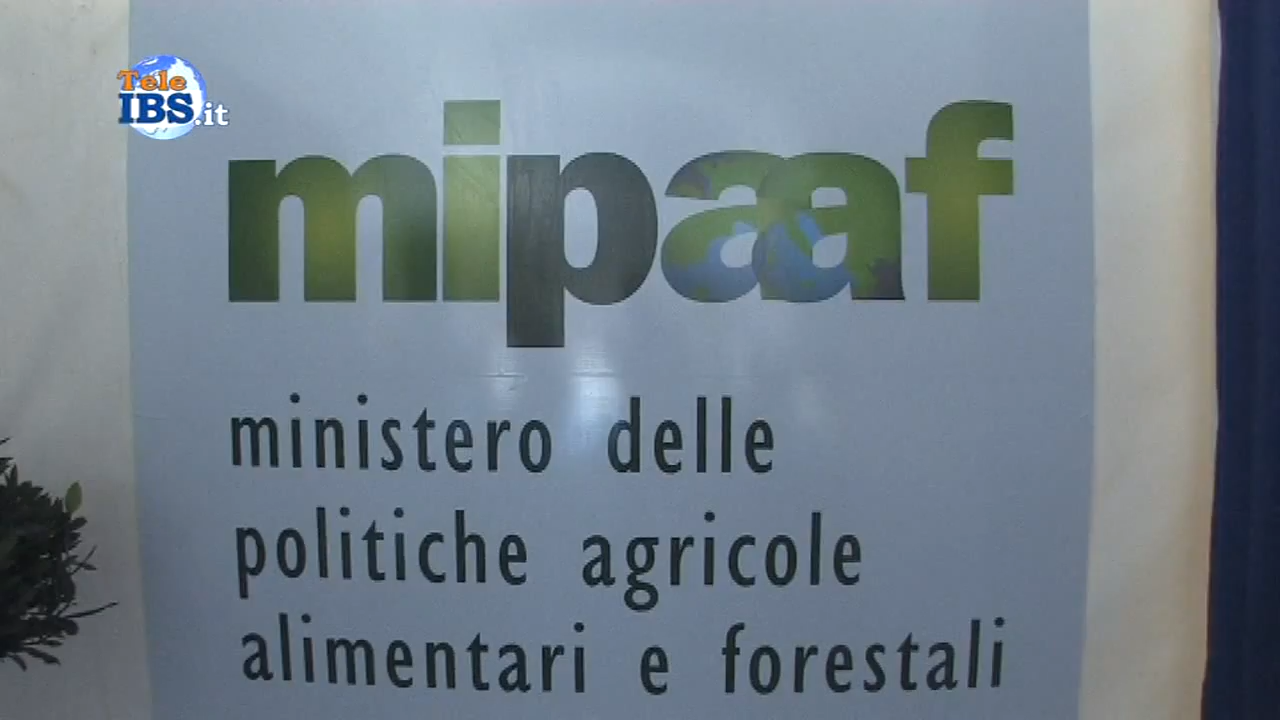 Tele
IBS.it
mipaaf
ministero delle
politiche agricole
alimentari e forestali